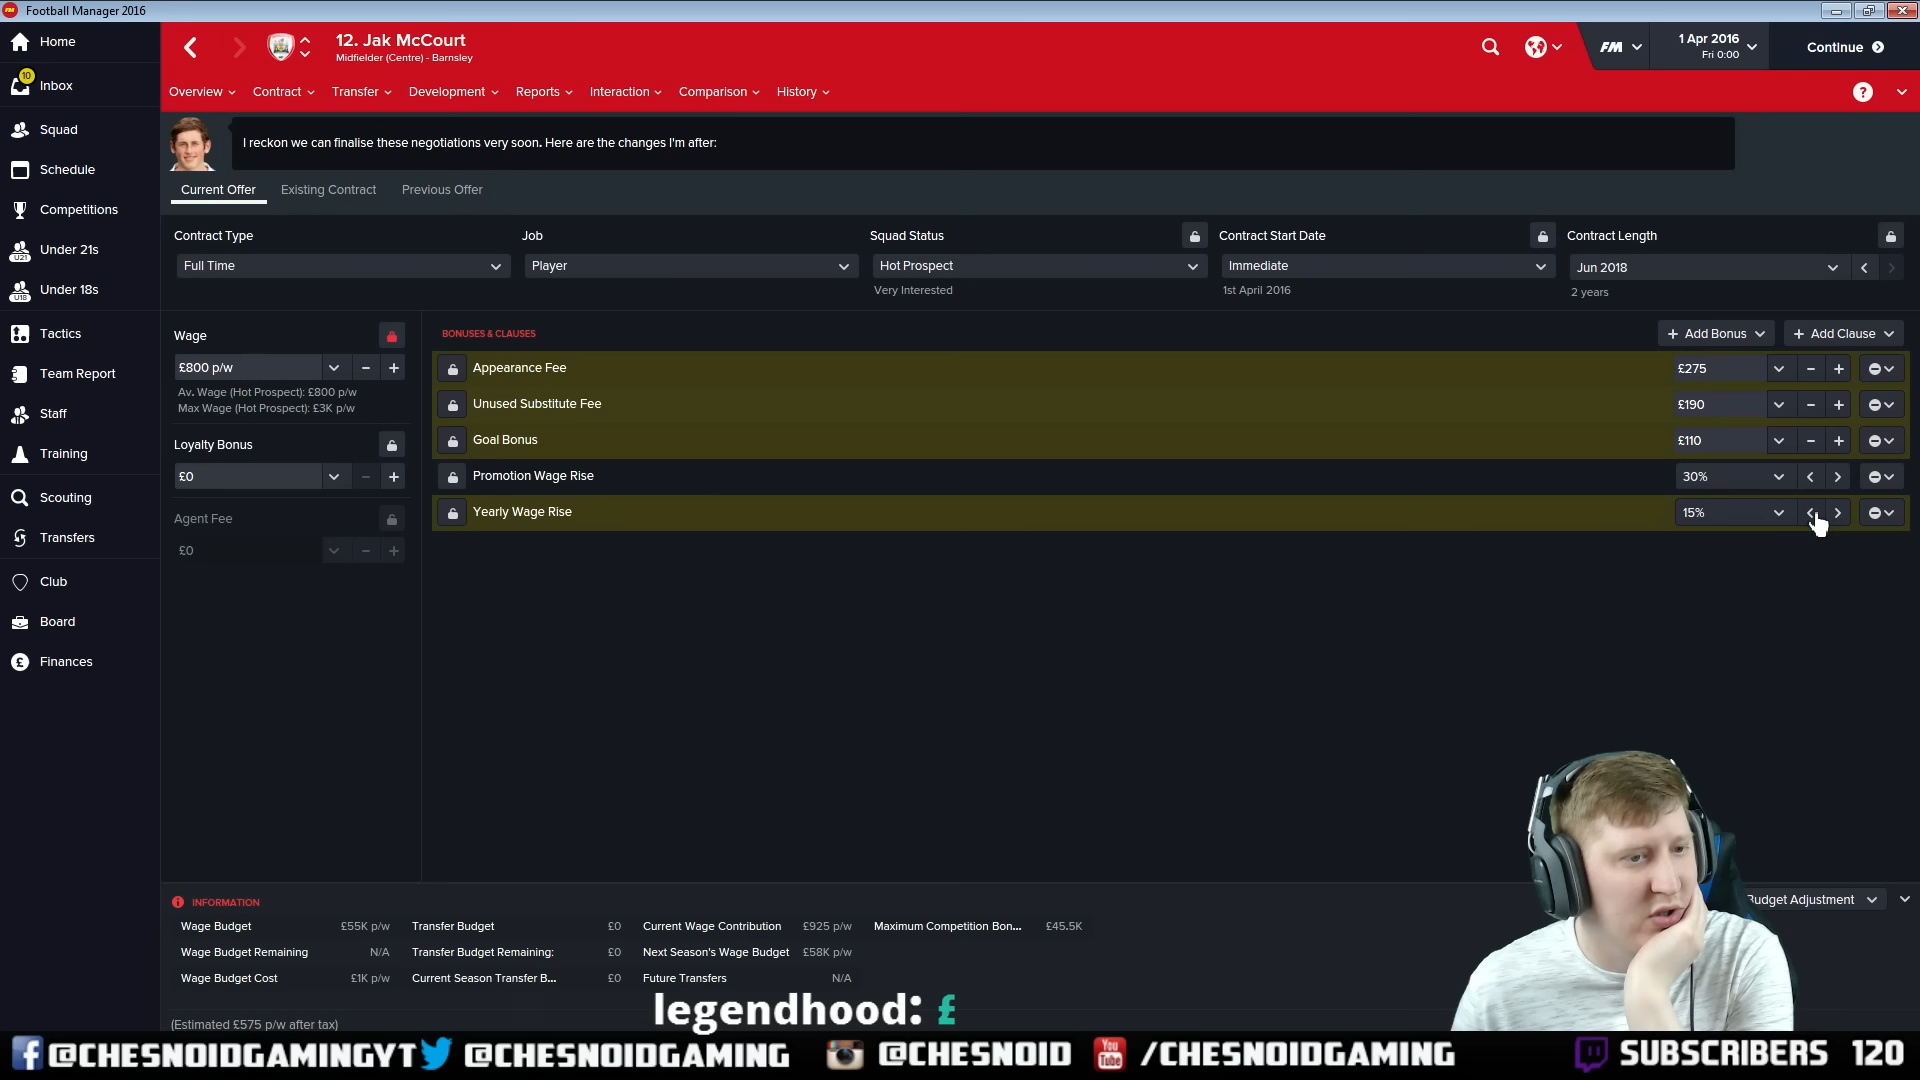 Football Manager 2016
Home
10
Inbox
Squad
Schedule
Competitions
U21
Under 21s
U18
Under 18s
Tactics
Team Report
Staff
Training
Scouting
Transfers
Club
Board
£
Finances
12. Jak McCourt
Midfielder (Centre) - Barnsley
FM
1 Apr 2016
Fri 0:00
Continue
Overview
Contract
Transfer
Development
Reports
Interaction
Comparison
History
?
I reckon we can finalise these negotiations very soon. Here are the changes I'm after:
Current Offer
Existing Contract
Previous Offer
Contract Type
Full Time
Job
Player
Squad Status
Hot Prospect
Very Interested
Contract Start Date
Immediate
1st April 2016
Contract Length
Jun 2018
2 years
Wage
£800 p/w
Av. Wage (Hot Prospect): £800 p/w
Max Wage (Hot Prospect): £3K p/w
Loyalty Bonus
£0
Agent Fee
£0
BONUSES & CLAUSES
+ Add Bonus
+ Add Clause
Appearance Fee £275
Unused Substitute Fee £190
Goal Bonus £110
Promotion Wage Rise 30%
Yearly Wage Rise 15%
INFORMATION
Budget Adjustment
Wage Budget £55K p/w Transfer Budget £0 Current Wage Contribution £925 p/w Maximum Competition Bon... £45.5K
Wage Budget Remaining N/A Transfer Budget Remaining: £0 Next Season's Wage Budget £58K p/w
Wage Budget Cost £1K p/w Current Season Transfer B... £0 Future Transfers N/A
legendhood: £
(Estimated £575 p/w after tax)
@CHESNOIDGAMINGYT @CHESNOIDGAMING @CHESNOID You Tube /CHESNOIDGAMING SUBSCRIBERS 120